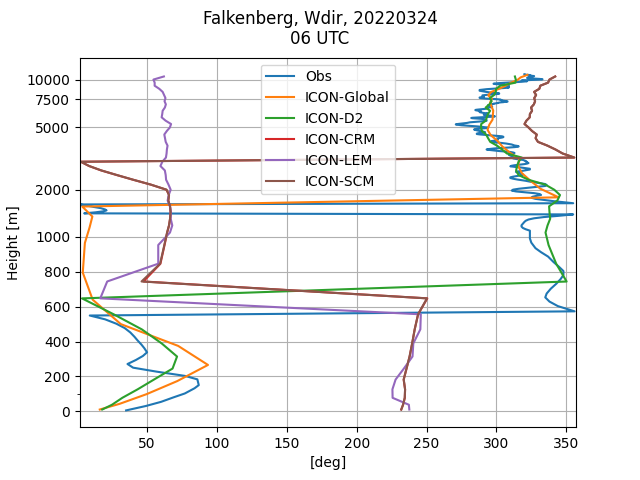 Falkenberg, Wdir, 20220324
06 UTC
Obs
ICON-Global
ICON-D2
ICON-CRM
ICON-LEM
ICON-SCM
Height [m]
10000
7500
5000
2000
1000
800
600
400
200
0
50
100
150
200
250
300
350
[deg]